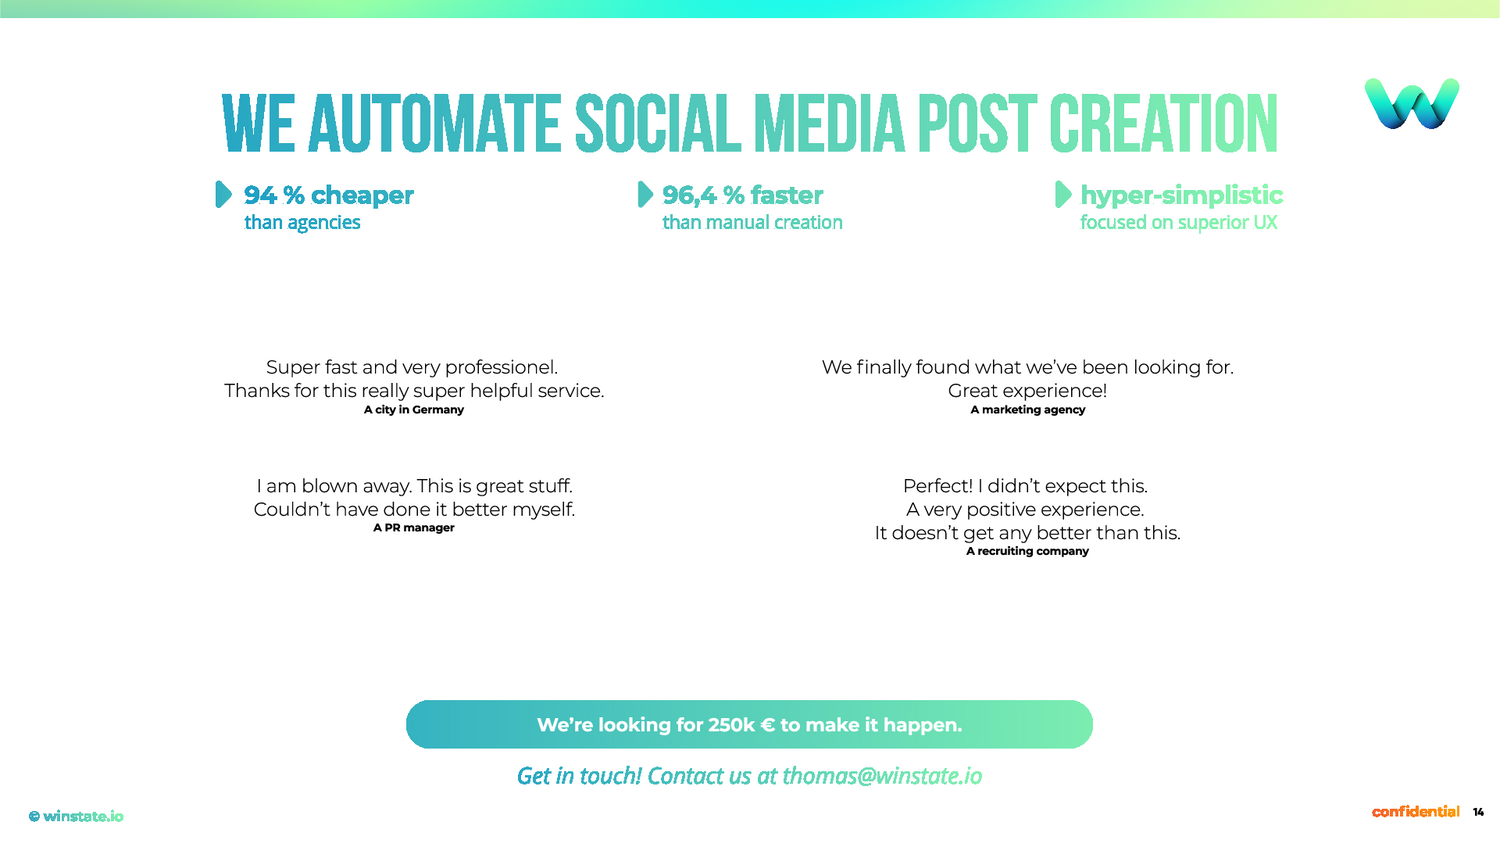 WE AUTOMATE SOCIAL MEDIA POST CREATION
94 % cheaper
than agencies
96,4 % faster
than manual creation
hyper-simplistic
focused on superior UX
Super fast and very professionel.
Thanks for this really super helpful service.
A city in Germany
We finally found what we've been looking for.
Great experience!
A marketing agency
I am blown away. This is great stuff.
Couldn't have done it better myself.
A PR manager
Perfect! I didn't expect this.
A very positive experience.
It doesn't get any better than this.
A recruiting company
We're looking for 250k € to make it happen.
Get in touch! Contact us at thomas@winstate.io
© winstate.io
confidential 14